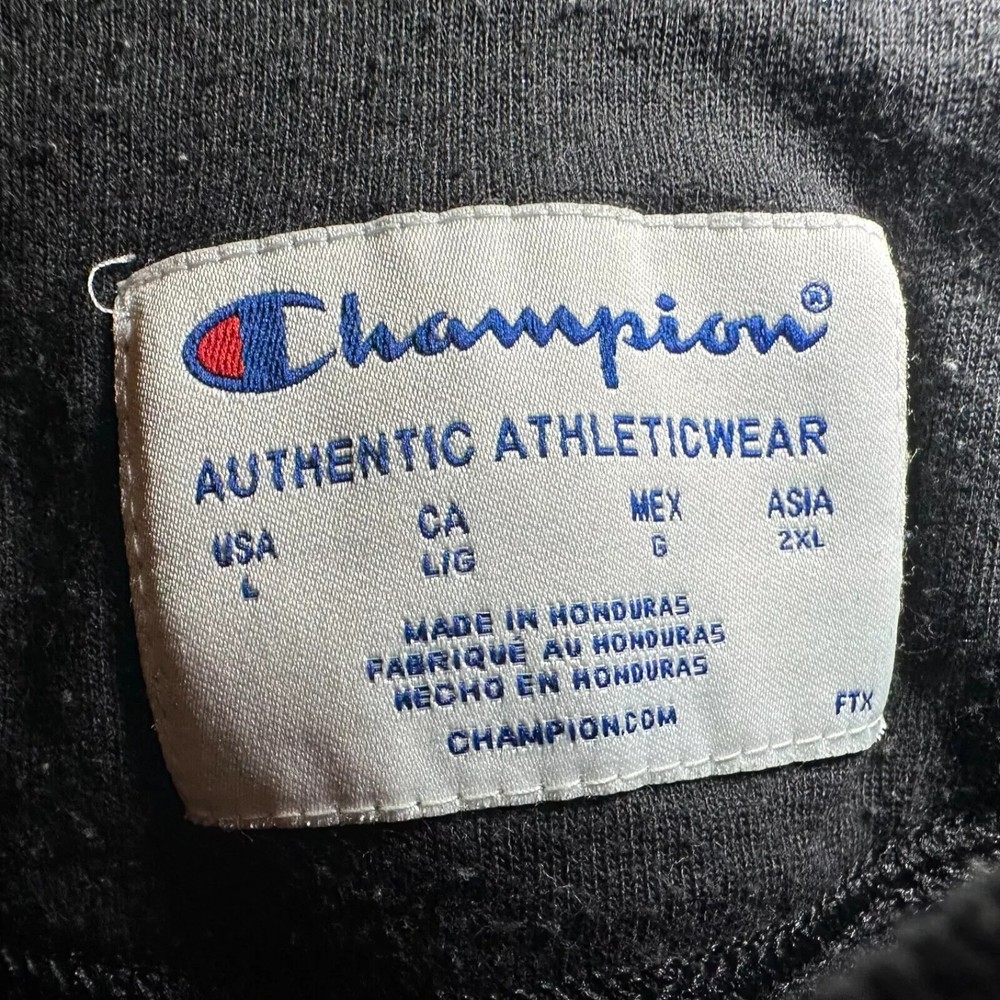 Champion®
AUTHENTIC ATHLETICWEAR
USA CA MEX ASIA
L L/G G 2XL
MADE IN HONDURAS
FABRIQUÉ AU HONDURAS
HECHO EN HONDURAS
CHAMPION.COM
FTX